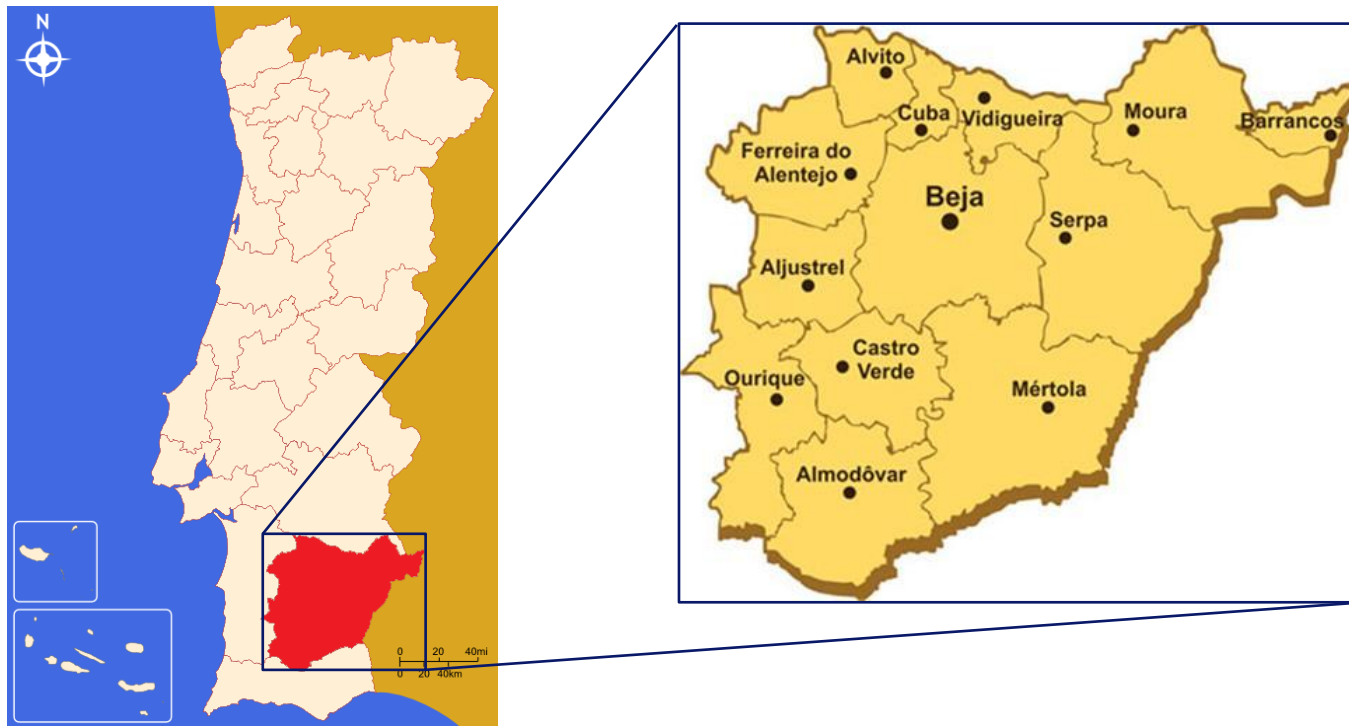 N
0 20 40mi
0 20 40km
Alvito
Cuba
Vidigueira
Moura
Barrancos
Ferreira do
Alentejo
Beja
Serpa
Aljustrel
Castro
Verde
Ourique
Mértola
Almodôvar